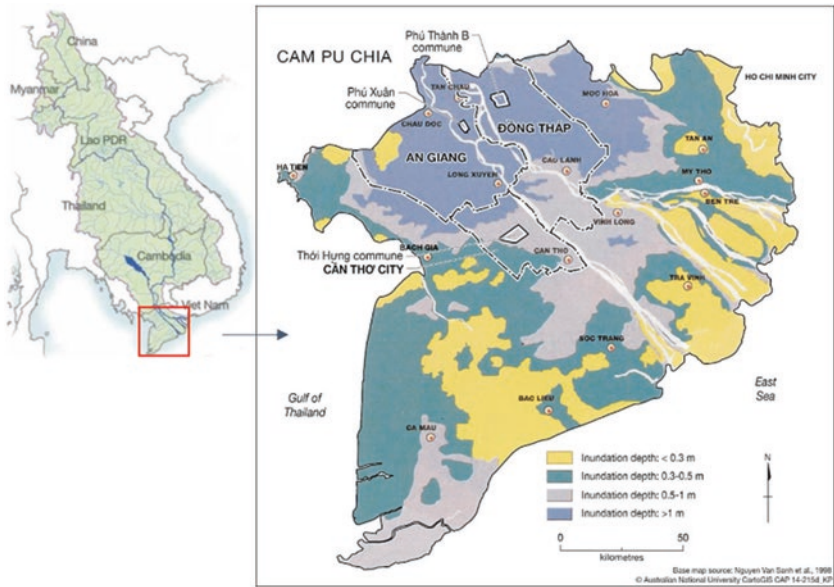 China
Myanmar
Lao PDR
Thailand
Cambodia
Viet Nam
CAM PU CHIA
Phú Thành B
commune
Phú Xuân
commune
HO CHI MINH CITY
TAN CHAU
MOC HOA
CHAU DOC
ĐỒNG THÁP
TAN AN
AN GIANG
CAO LANH
MY THO
HA TIEN
LONG XUYEN
BEN TRE
VINH LONG
Thới Hưng commune
CẦN THƠ CITY
BACH GIA
CAN THO
TRA VINH
SOC TRANG
Gulf of
Thailand
East
Sea
BAC LIEU
CA MAU
N
Inundation depth: < 0.3 m
Inundation depth: 0.3-0.5 m
Inundation depth: 0.5-1 m
Inundation depth: >1 m
0 50
kilometres
Base map source: Nguyen Van Sanh et al., 1998
© Australian National University CartoGIS CAP 14-215d_KP